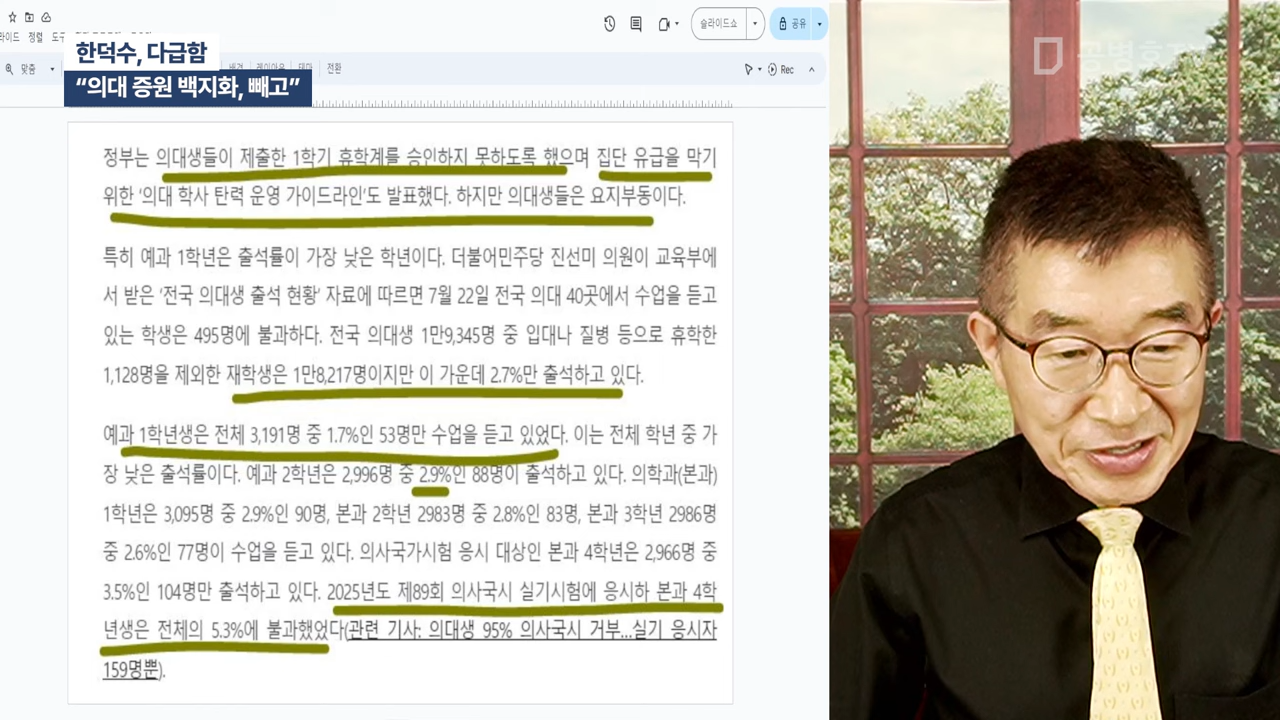 슬라이드쇼
공유
정렬
맞춤
전환
Rec
한덕수, 다급함
“의대 증원 백지화, 빼고”
정부는 의대생들이 제출한 1학기 휴학계를 승인하지 못하도록 했으며 집단 유급을 막기
위한 ‘의대 학사 탄력 운영 가이드라인’도 발표했다. 하지만 의대생들은 요지부동이다.
특히 예과 1학년은 출석률이 가장 낮은 학년이다. 더불어민주당 진선미 의원이 교육부에
서 받은 ‘전국 의대생 출석 현황’ 자료에 따르면 7월 22일 전국 의대 40곳에서 수업을 듣고
있는 학생은 495명에 불과하다. 전국 의대생 1만9,345명 중 입대나 질병 등으로 휴학한
1,128명을 제외한 재학생은 1만8,217명이지만 이 가운데 2.7%만 출석하고 있다.
예과 1학년생은 전체 3,191명 중 1.7%인 53명만 수업을 듣고 있었다. 이는 전체 학년 중 가
장 낮은 출석률이다. 예과 2학년은 2,996명 중 2.9%인 88명이 출석하고 있다. 의학과(본과)
1학년은 3,095명 중 2.9%인 90명, 본과 2학년 2983명 중 2.8%인 83명, 본과 3학년 2986명
중 2.6%인 77명이 수업을 듣고 있다. 의사국가시험 응시 대상인 본과 4학년은 2,966명 중
3.5%인 104명만 출석하고 있다. 2025년도 제89회 의사국시 실기시험에 응시하 본과 4학
년생은 전체의 5.3%에 불과했었다(관련 기사: 의대생 95% 의사국시 거부...실기 응시자
159명뿐).